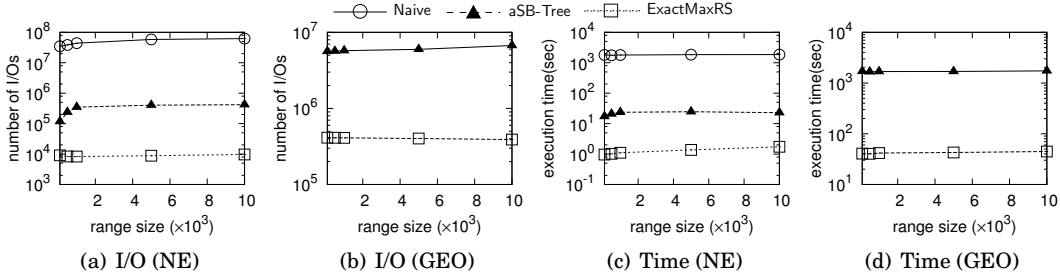 Naive aSB-Tree ExactMaxRS
number of I/Os
10^8
10^7
10^6
10^5
10^4
10^3
2 4 6 8 10
range size (×10^3)
(a) I/O (NE)
number of I/Os
10^7
10^6
10^5
2 4 6 8 10
range size (×10^3)
(b) I/O (GEO)
execution time(sec)
10^4
10^3
10^2
10^1
10^0
10^-1
2 4 6 8 10
range size (×10^3)
(c) Time (NE)
execution time(sec)
10^4
10^3
10^2
10^1
2 4 6 8 10
range size (×10^3)
(d) Time (GEO)